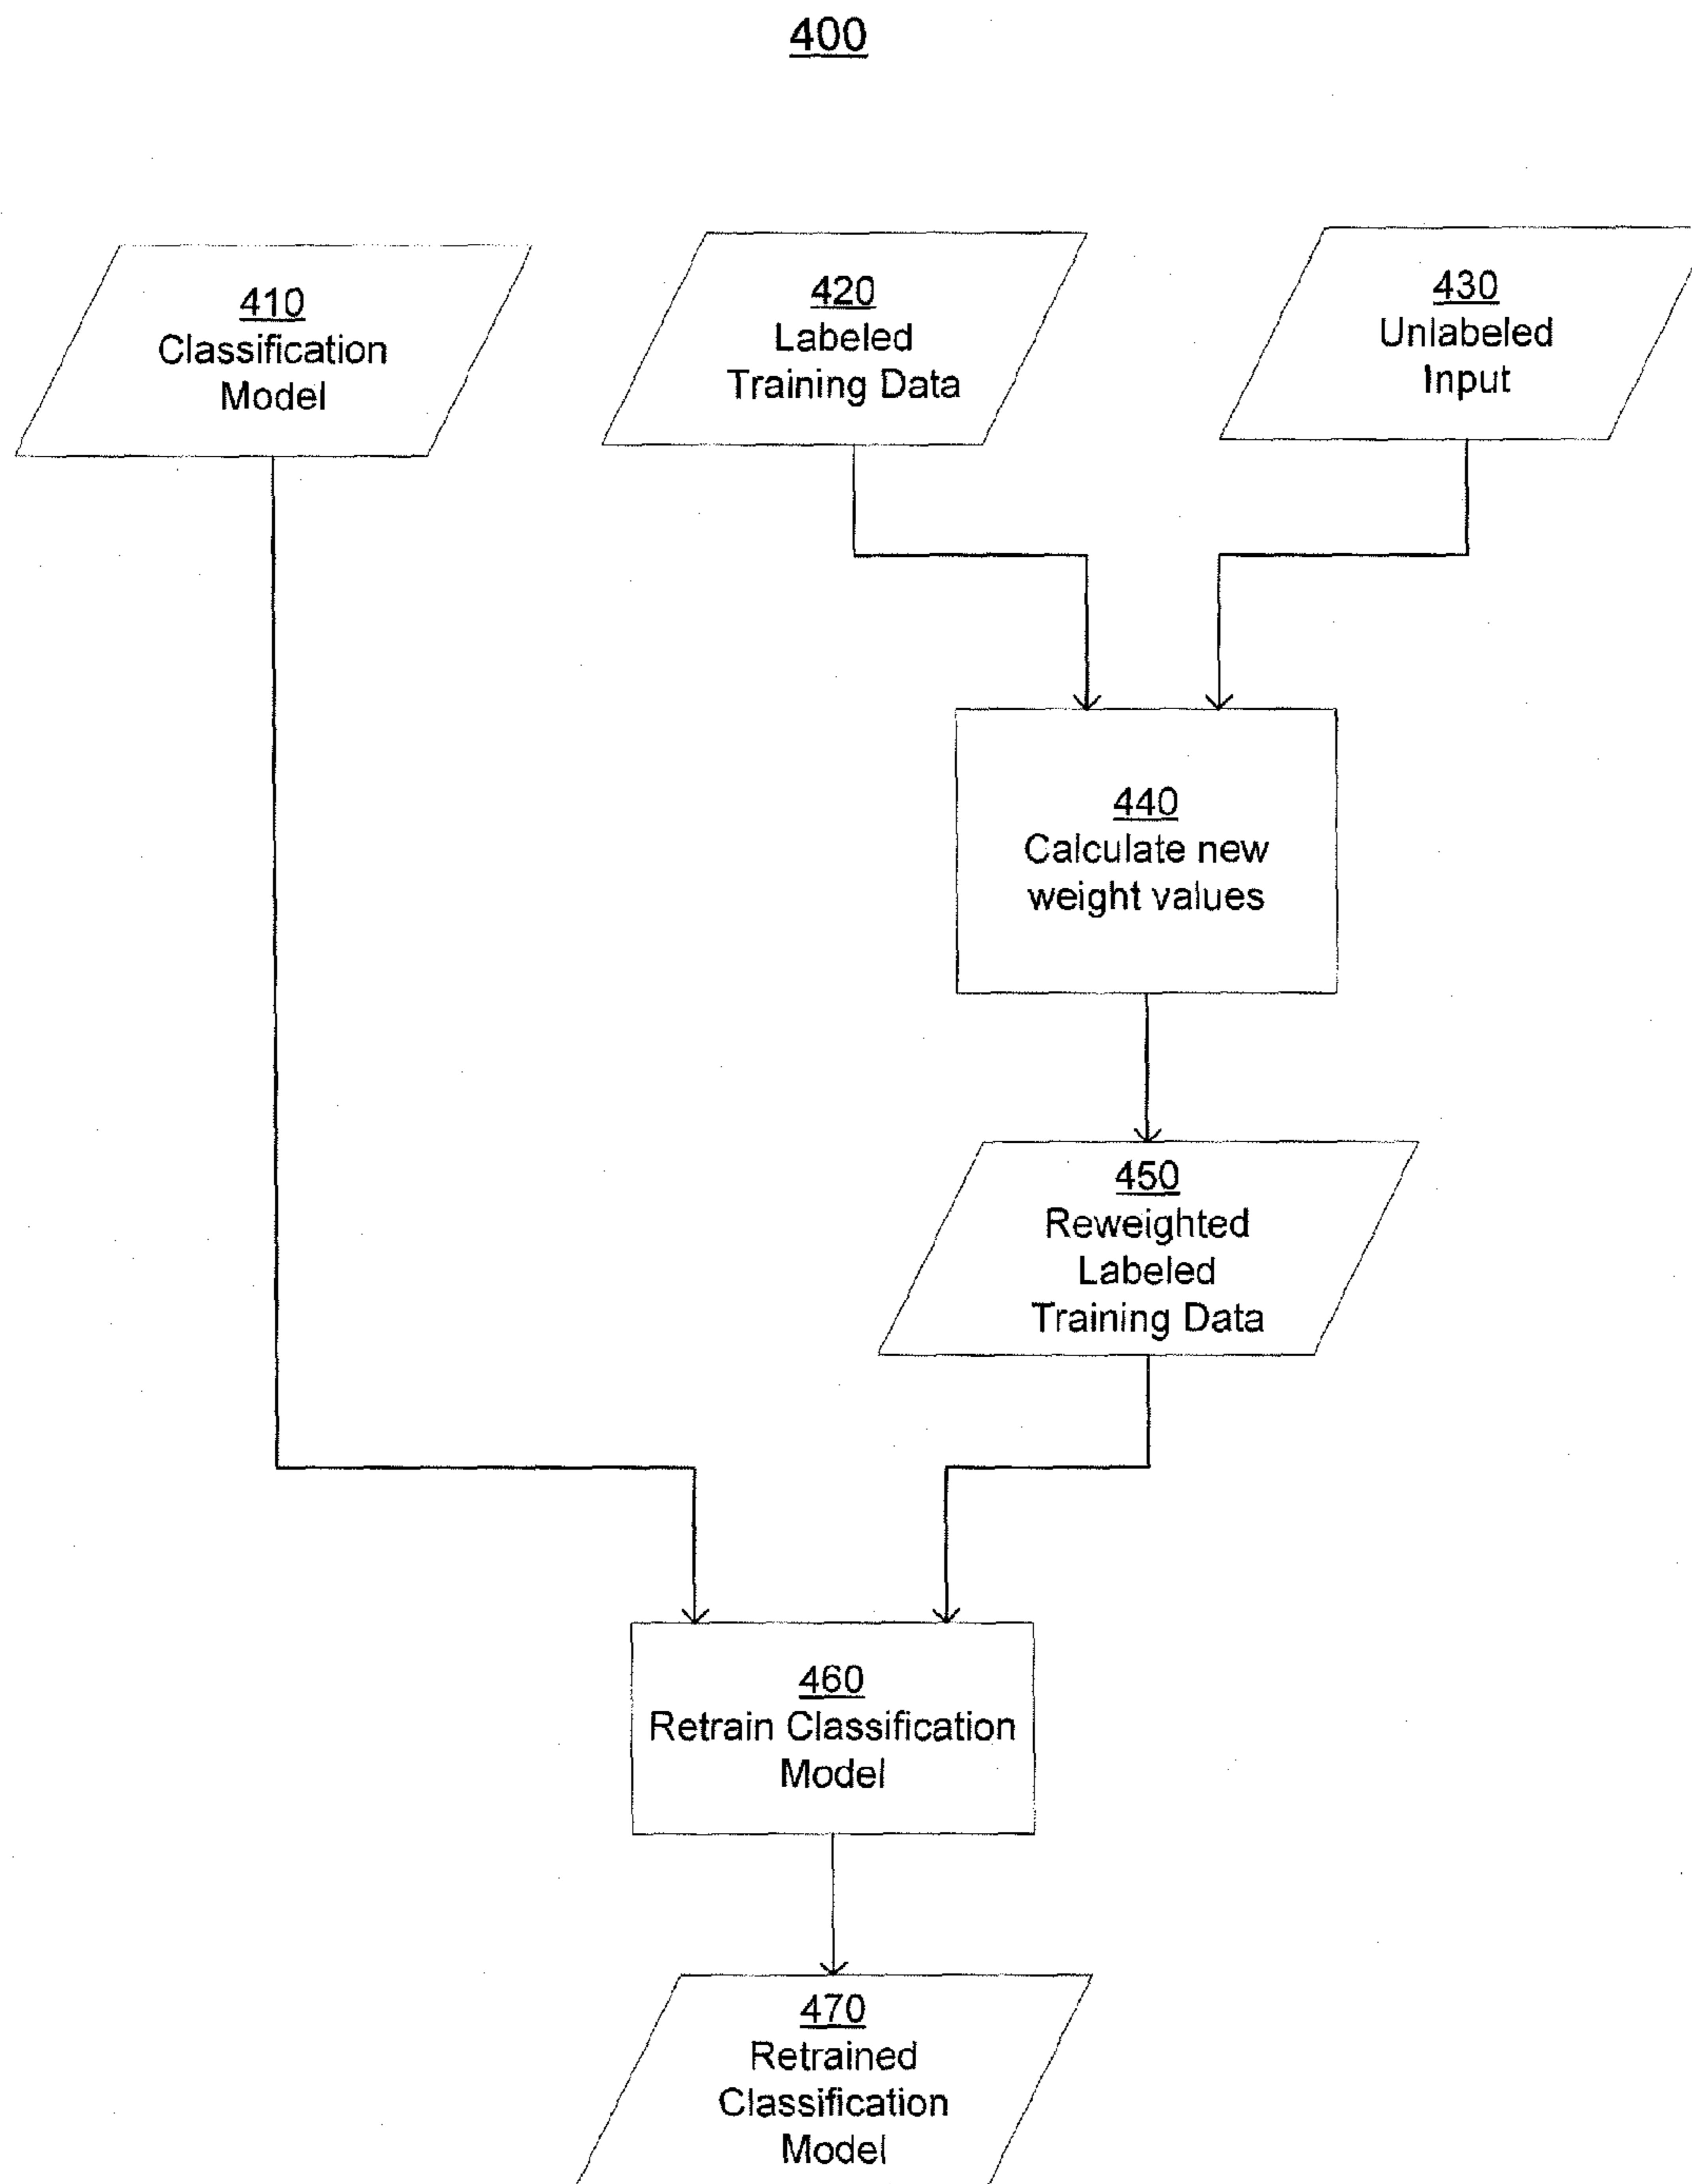 400
410
Classification
Model
420
Labeled
Training Data
430
Unlabeled
Input
440
Calculate new
weight values
450
Reweighted
Labeled
Training Data
460
Retrain Classification
Model
470
Retrained
Classification
Model